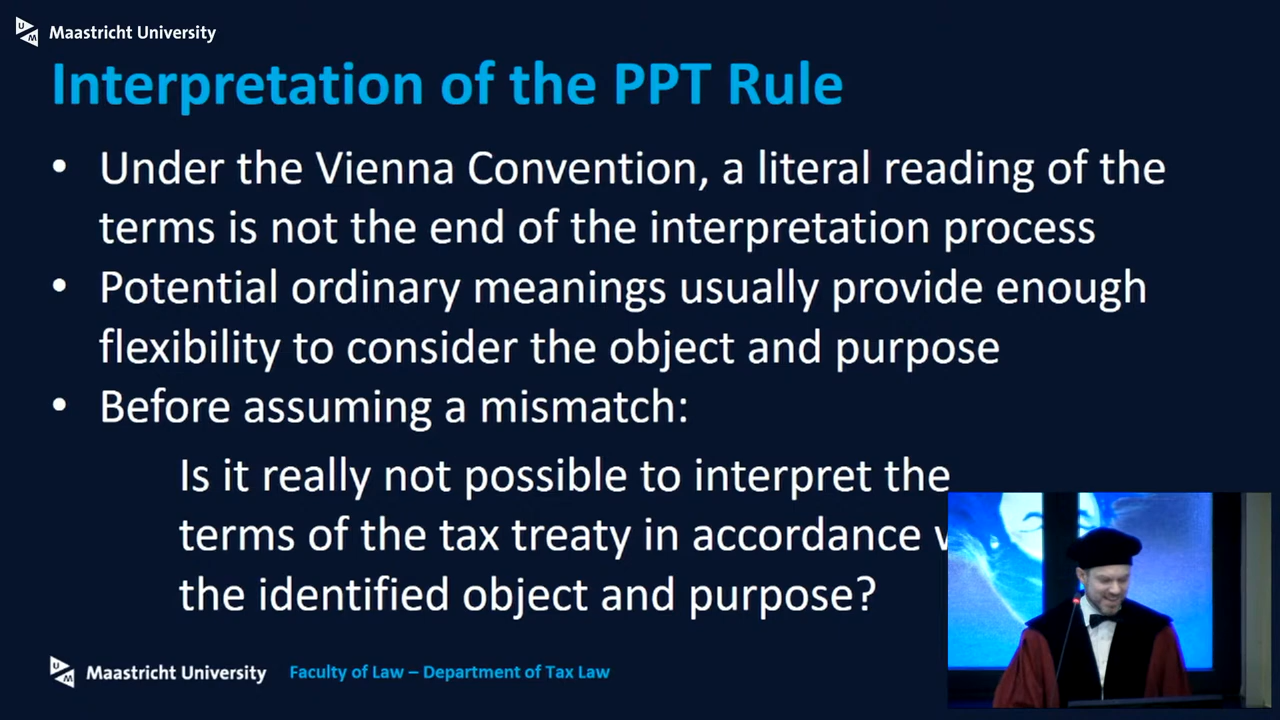 Maastricht University
Interpretation of the PPT Rule
• Under the Vienna Convention, a literal reading of the
terms is not the end of the interpretation process
• Potential ordinary meanings usually provide enough
flexibility to consider the object and purpose
• Before assuming a mismatch:
Is it really not possible to interpret the
terms of the tax treaty in accordance
the identified object and purpose?
Maastricht University
Faculty of Law – Department of Tax Law